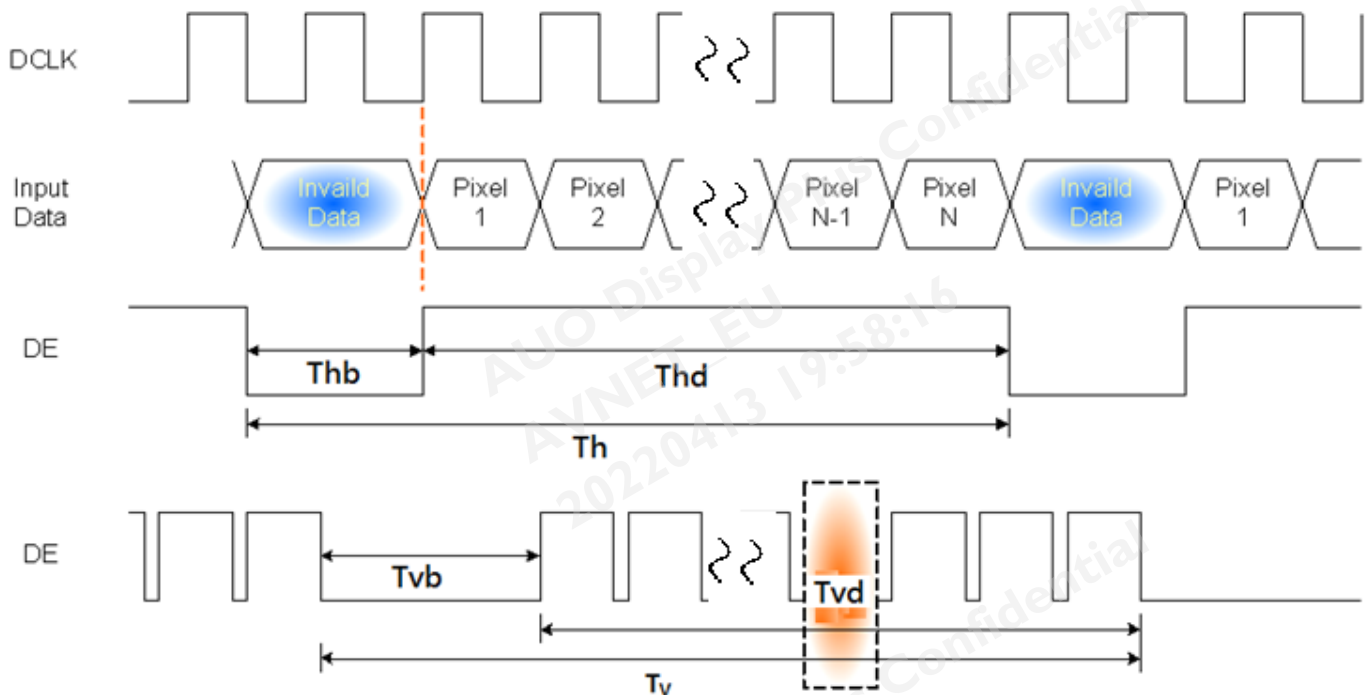 DCLK
Input
Data
Invaild
Data
Pixel
1
Pixel
2
Pixel
N-1
Pixel
N
Invaild
Data
Pixel
1
DE
Thb
Thd
Th
DE
Tvb
Tvd
Tv
AUO Display Plus Confidential
AVNET_EU
20220413 19:58:16
Confidential